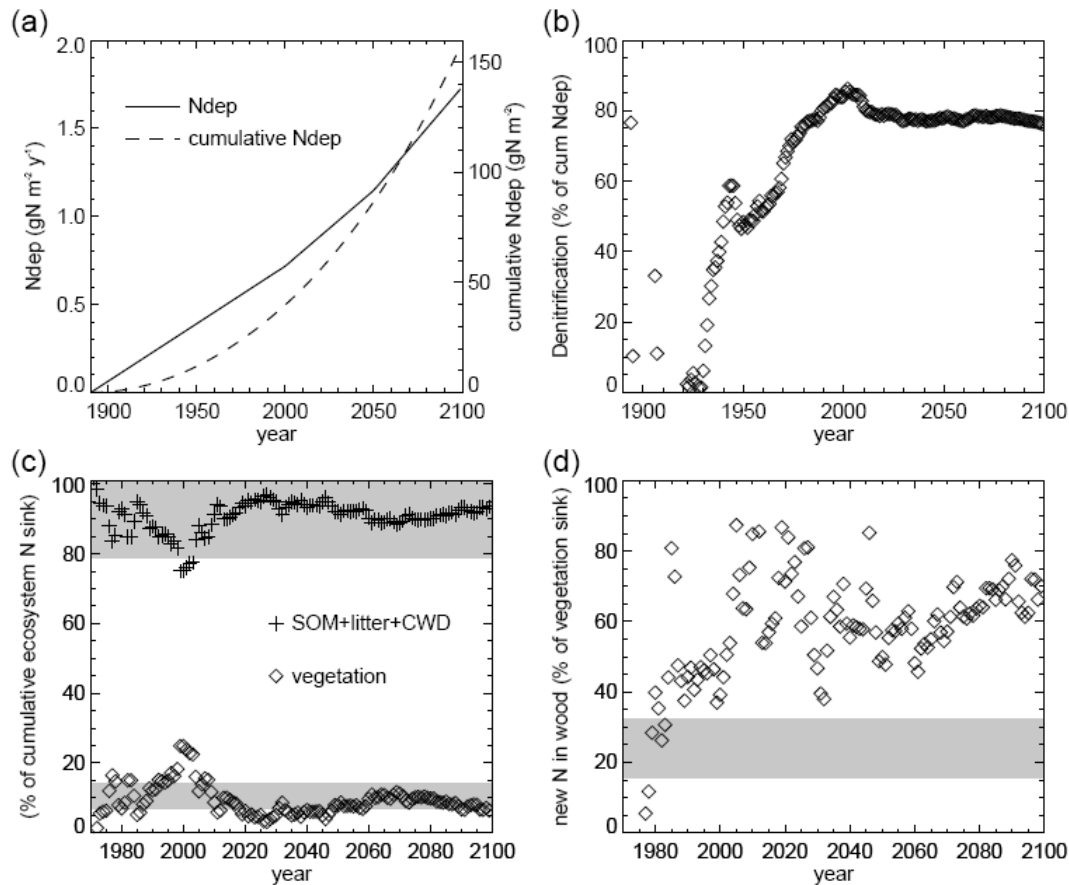 (a)
2.0
1.5
1.0
0.5
0.0
Ndep (gN m⁻² y⁻¹)
Ndep
cumulative Ndep
150
100
50
0
cumulative Ndep (gN m⁻²)
1900 1950 2000 2050 2100
year
(b)
100
80
60
40
20
0
Denitrification (% of cum Ndep)
1900 1950 2000 2050 2100
year
(c)
100
80
60
40
20
0
(% of cumulative ecosystem N sink)
SOM+litter+CWD
vegetation
1980 2000 2020 2040 2060 2080 2100
year
(d)
100
80
60
40
20
0
new N in wood (% of vegetation sink)
1980 2000 2020 2040 2060 2080 2100
year